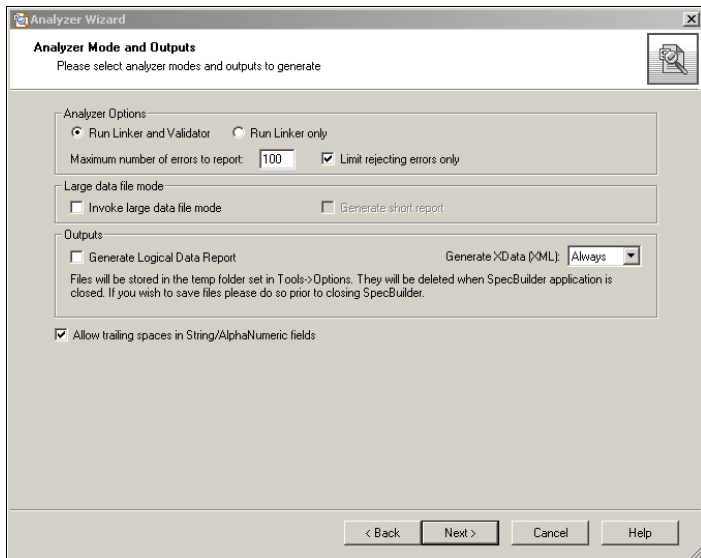 Analyzer Wizard
Analyzer Mode and Outputs
Please select analyzer modes and outputs to generate
Analyzer Options
Run Linker and Validator
Run Linker only
Maximum number of errors to report:
100
Limit rejecting errors only
Large data file mode
Invoke large data file mode
Generate short report
Outputs
Generate Logical Data Report
Generate XData (XML):
Always
Files will be stored in the temp folder set in Tools->Options. They will be deleted when SpecBuilder application is
closed. If you wish to save files please do so prior to closing SpecBuilder.
Allow trailing spaces in String/AlphaNumeric fields
< Back
Next >
Cancel
Help